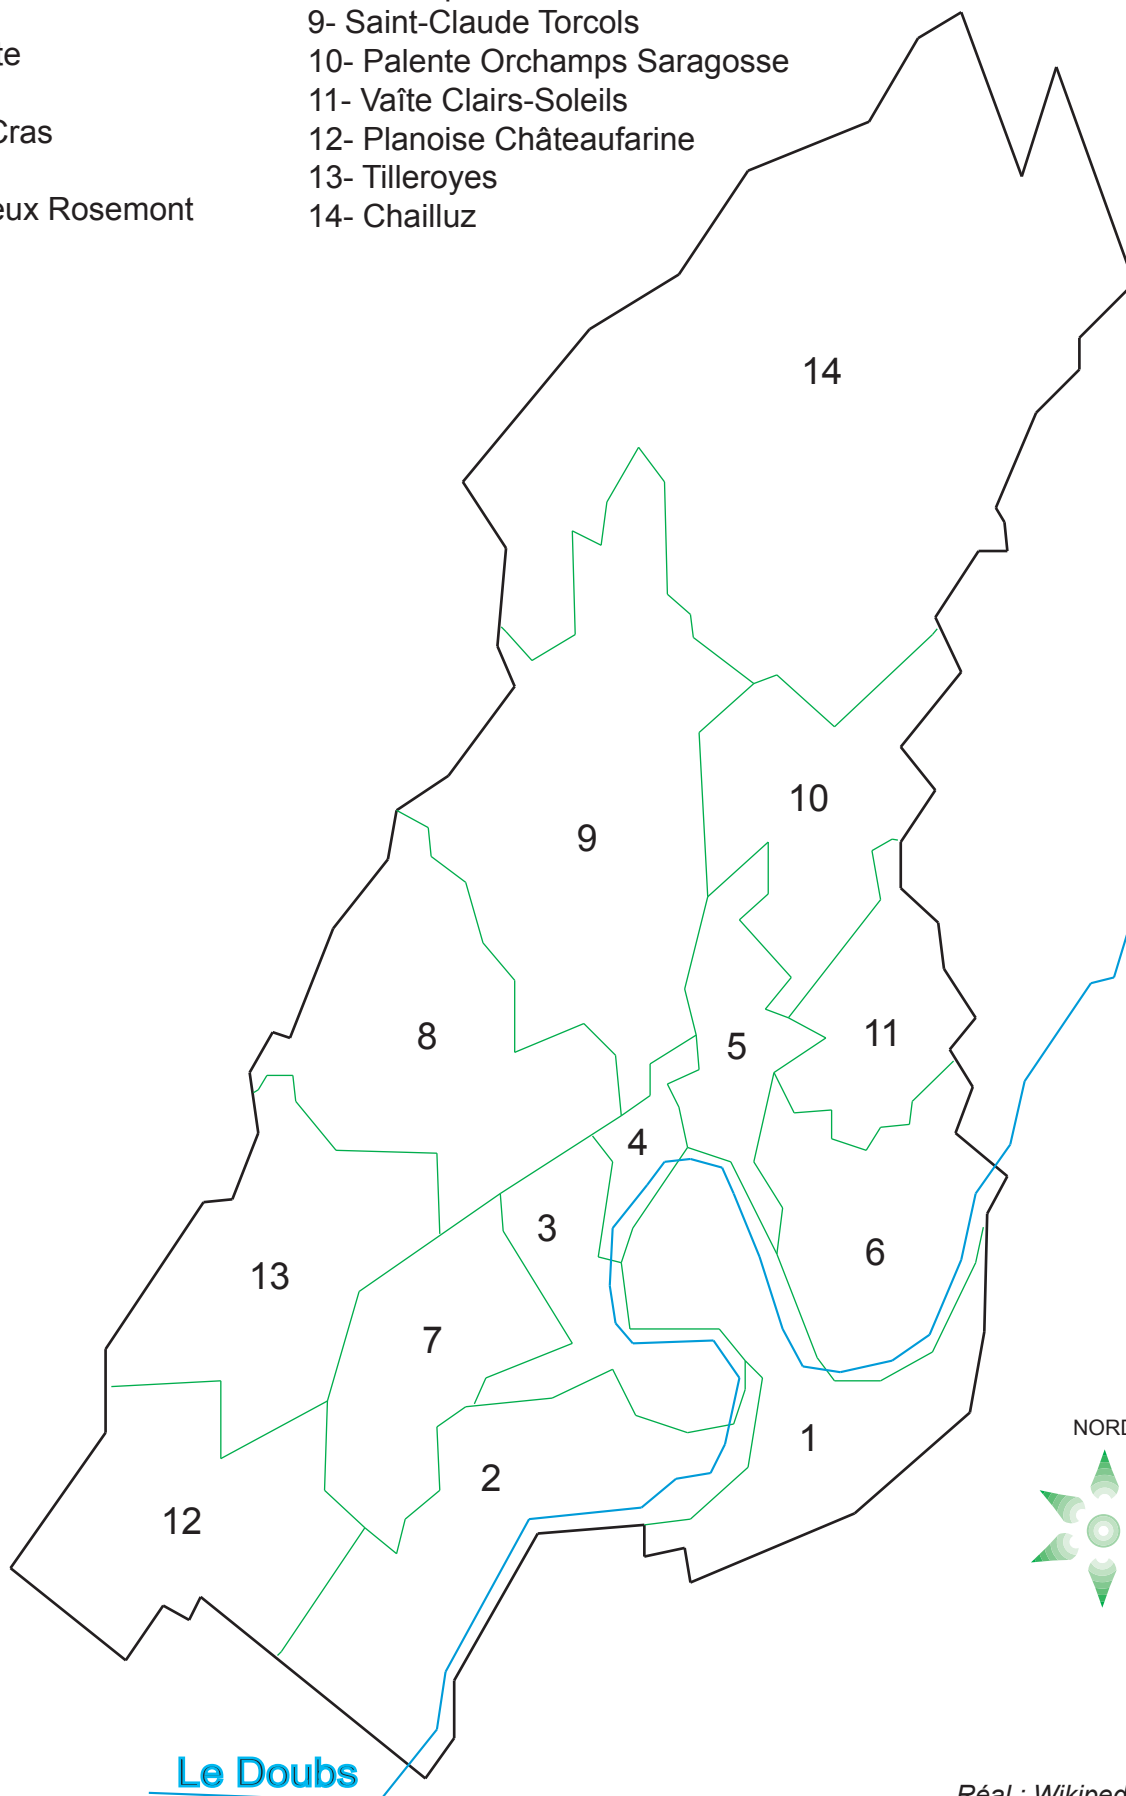 9- Saint-Claude Torcols
10- Palente Orchamps Saragosse
11- Vaîte Clairs-Soleils
Cras
12- Planoise Châteaufarine
13- Tilleroyes
eux Rosemont
14- Chailluz
14
10
9
8
5
11
4
3
6
13
7
1
2
12
NORD
Le Doubs
Réal : Wikiped